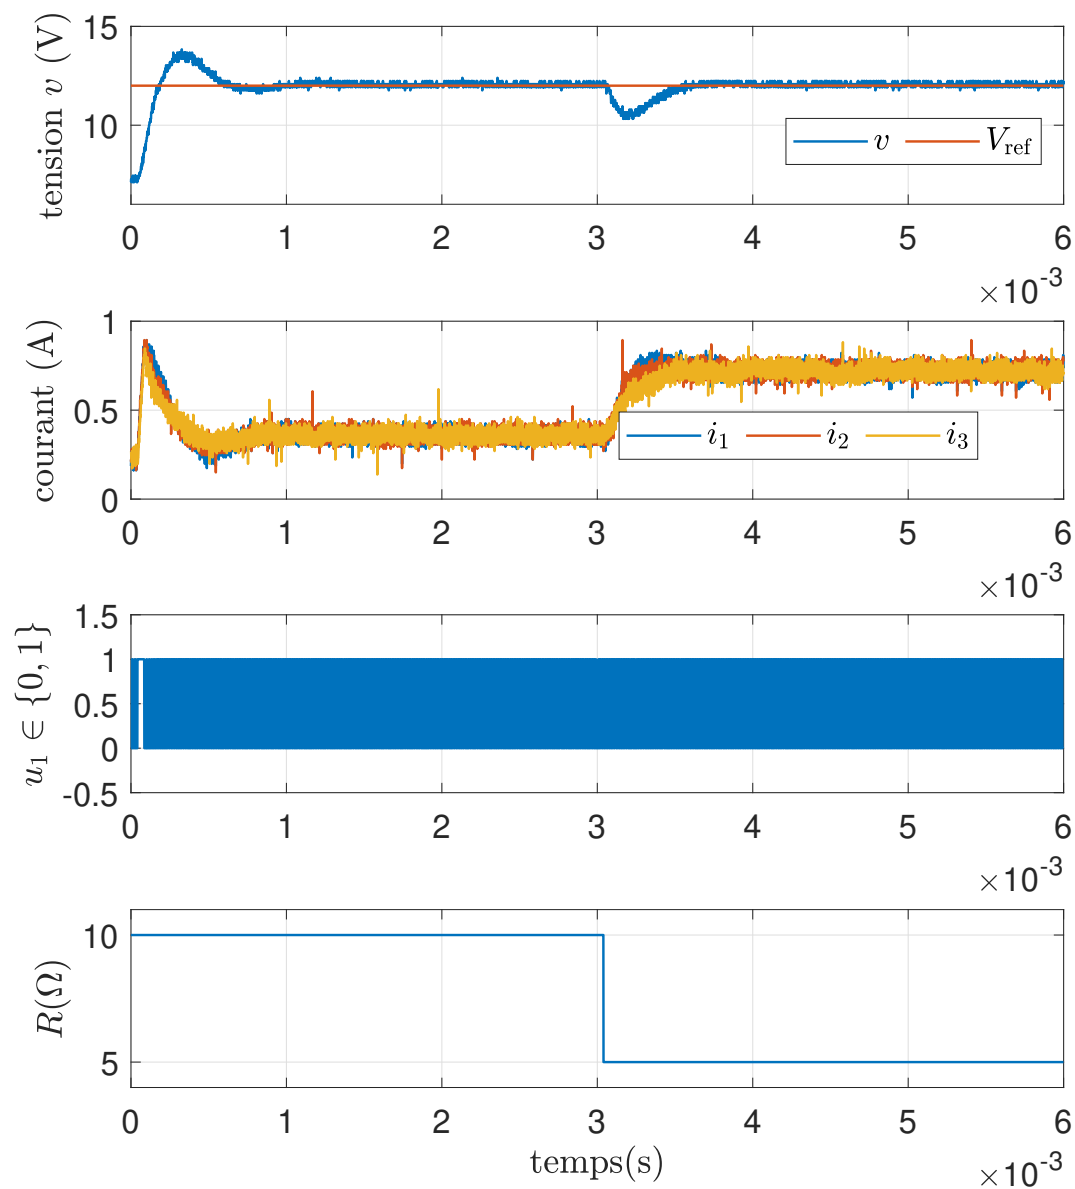 tension v (V)
15
10
v V_ref
0 1 2 3 4 5 6
×10^-3
courant (A)
1
0.5
0
i_1 i_2 i_3
0 1 2 3 4 5 6
×10^-3
u_1 ∈ {0, 1}
1.5
1
0.5
0
-0.5
0 1 2 3 4 5 6
×10^-3
R(Ω)
10
5
0 1 2 3 4 5 6
temps(s)
×10^-3